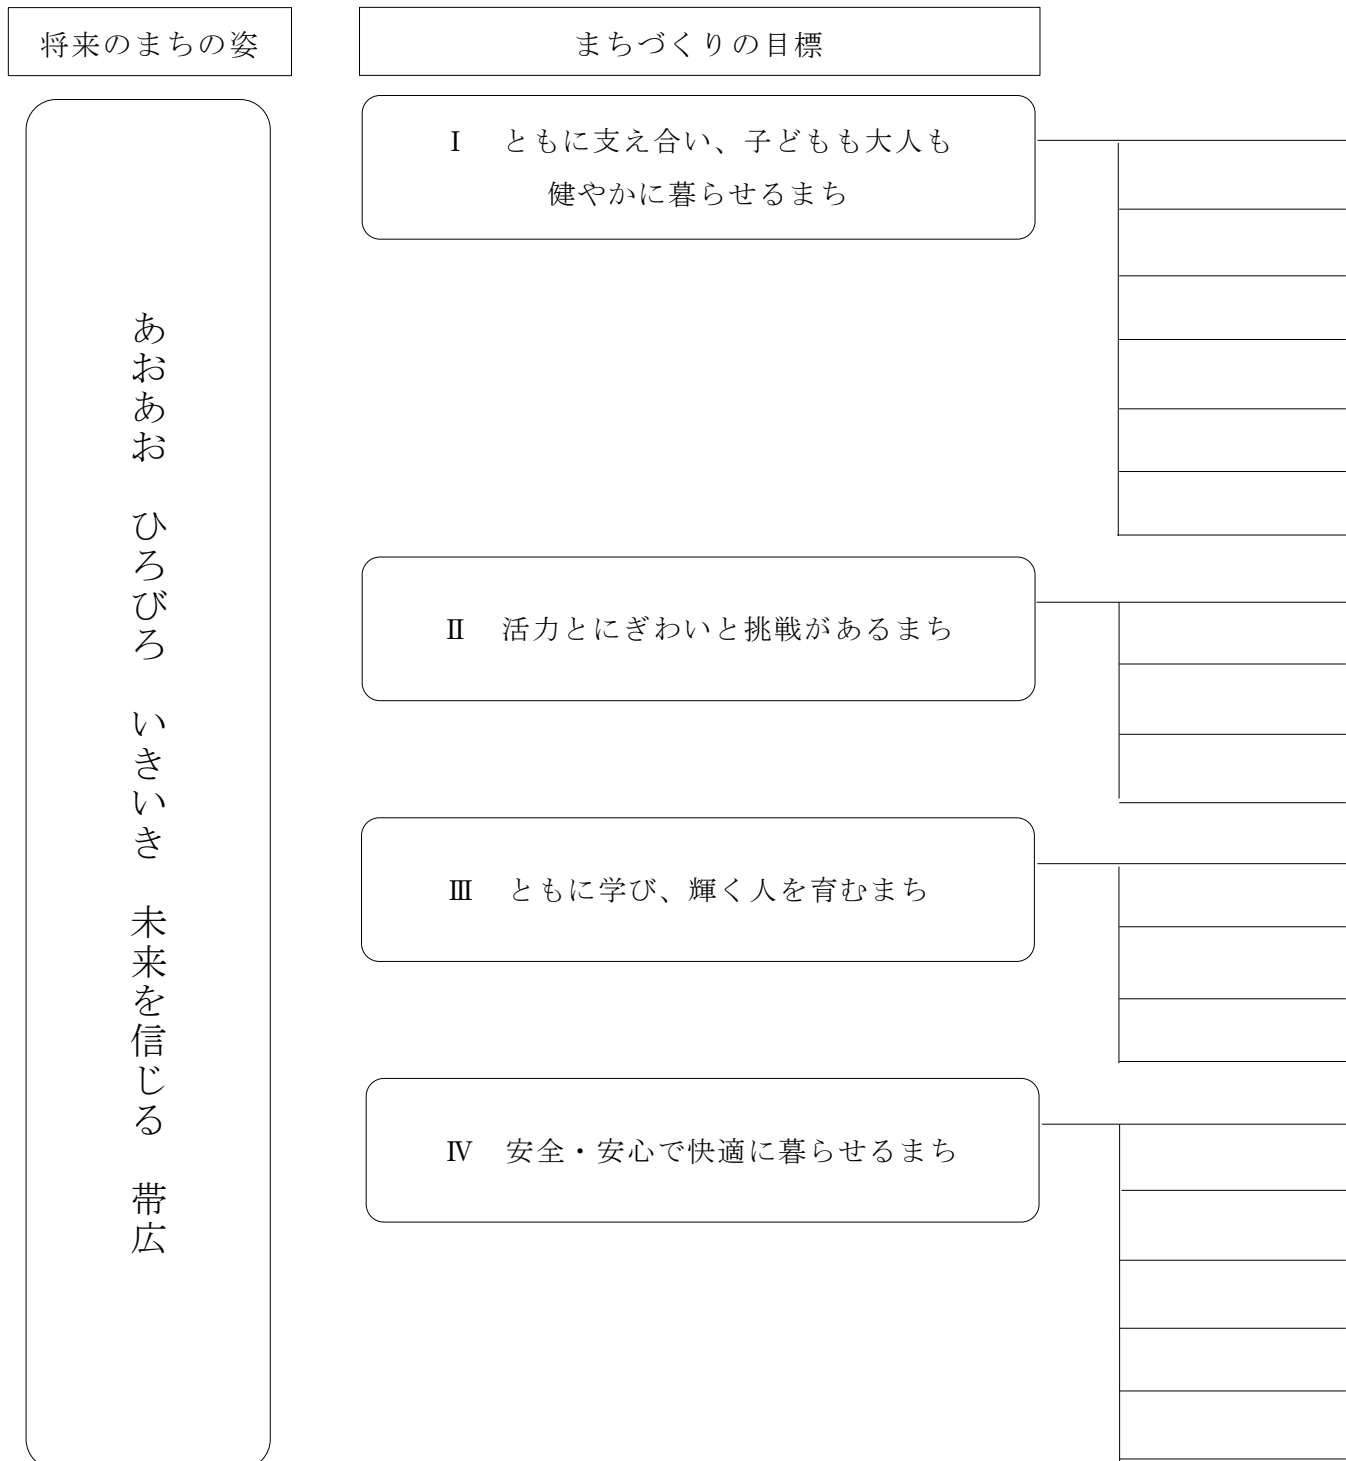 将来のまちの姿
まちづくりの目標
あおあお　ひろびろ　いきいき　未来を信じる　帯広
Ⅰ　ともに支え合い、子どもも大人も
健やかに暮らせるまち
Ⅱ　活力とにぎわいと挑戦があるまち
Ⅲ　ともに学び、輝く人を育むまち
Ⅳ　安全・安心で快適に暮らせるまち